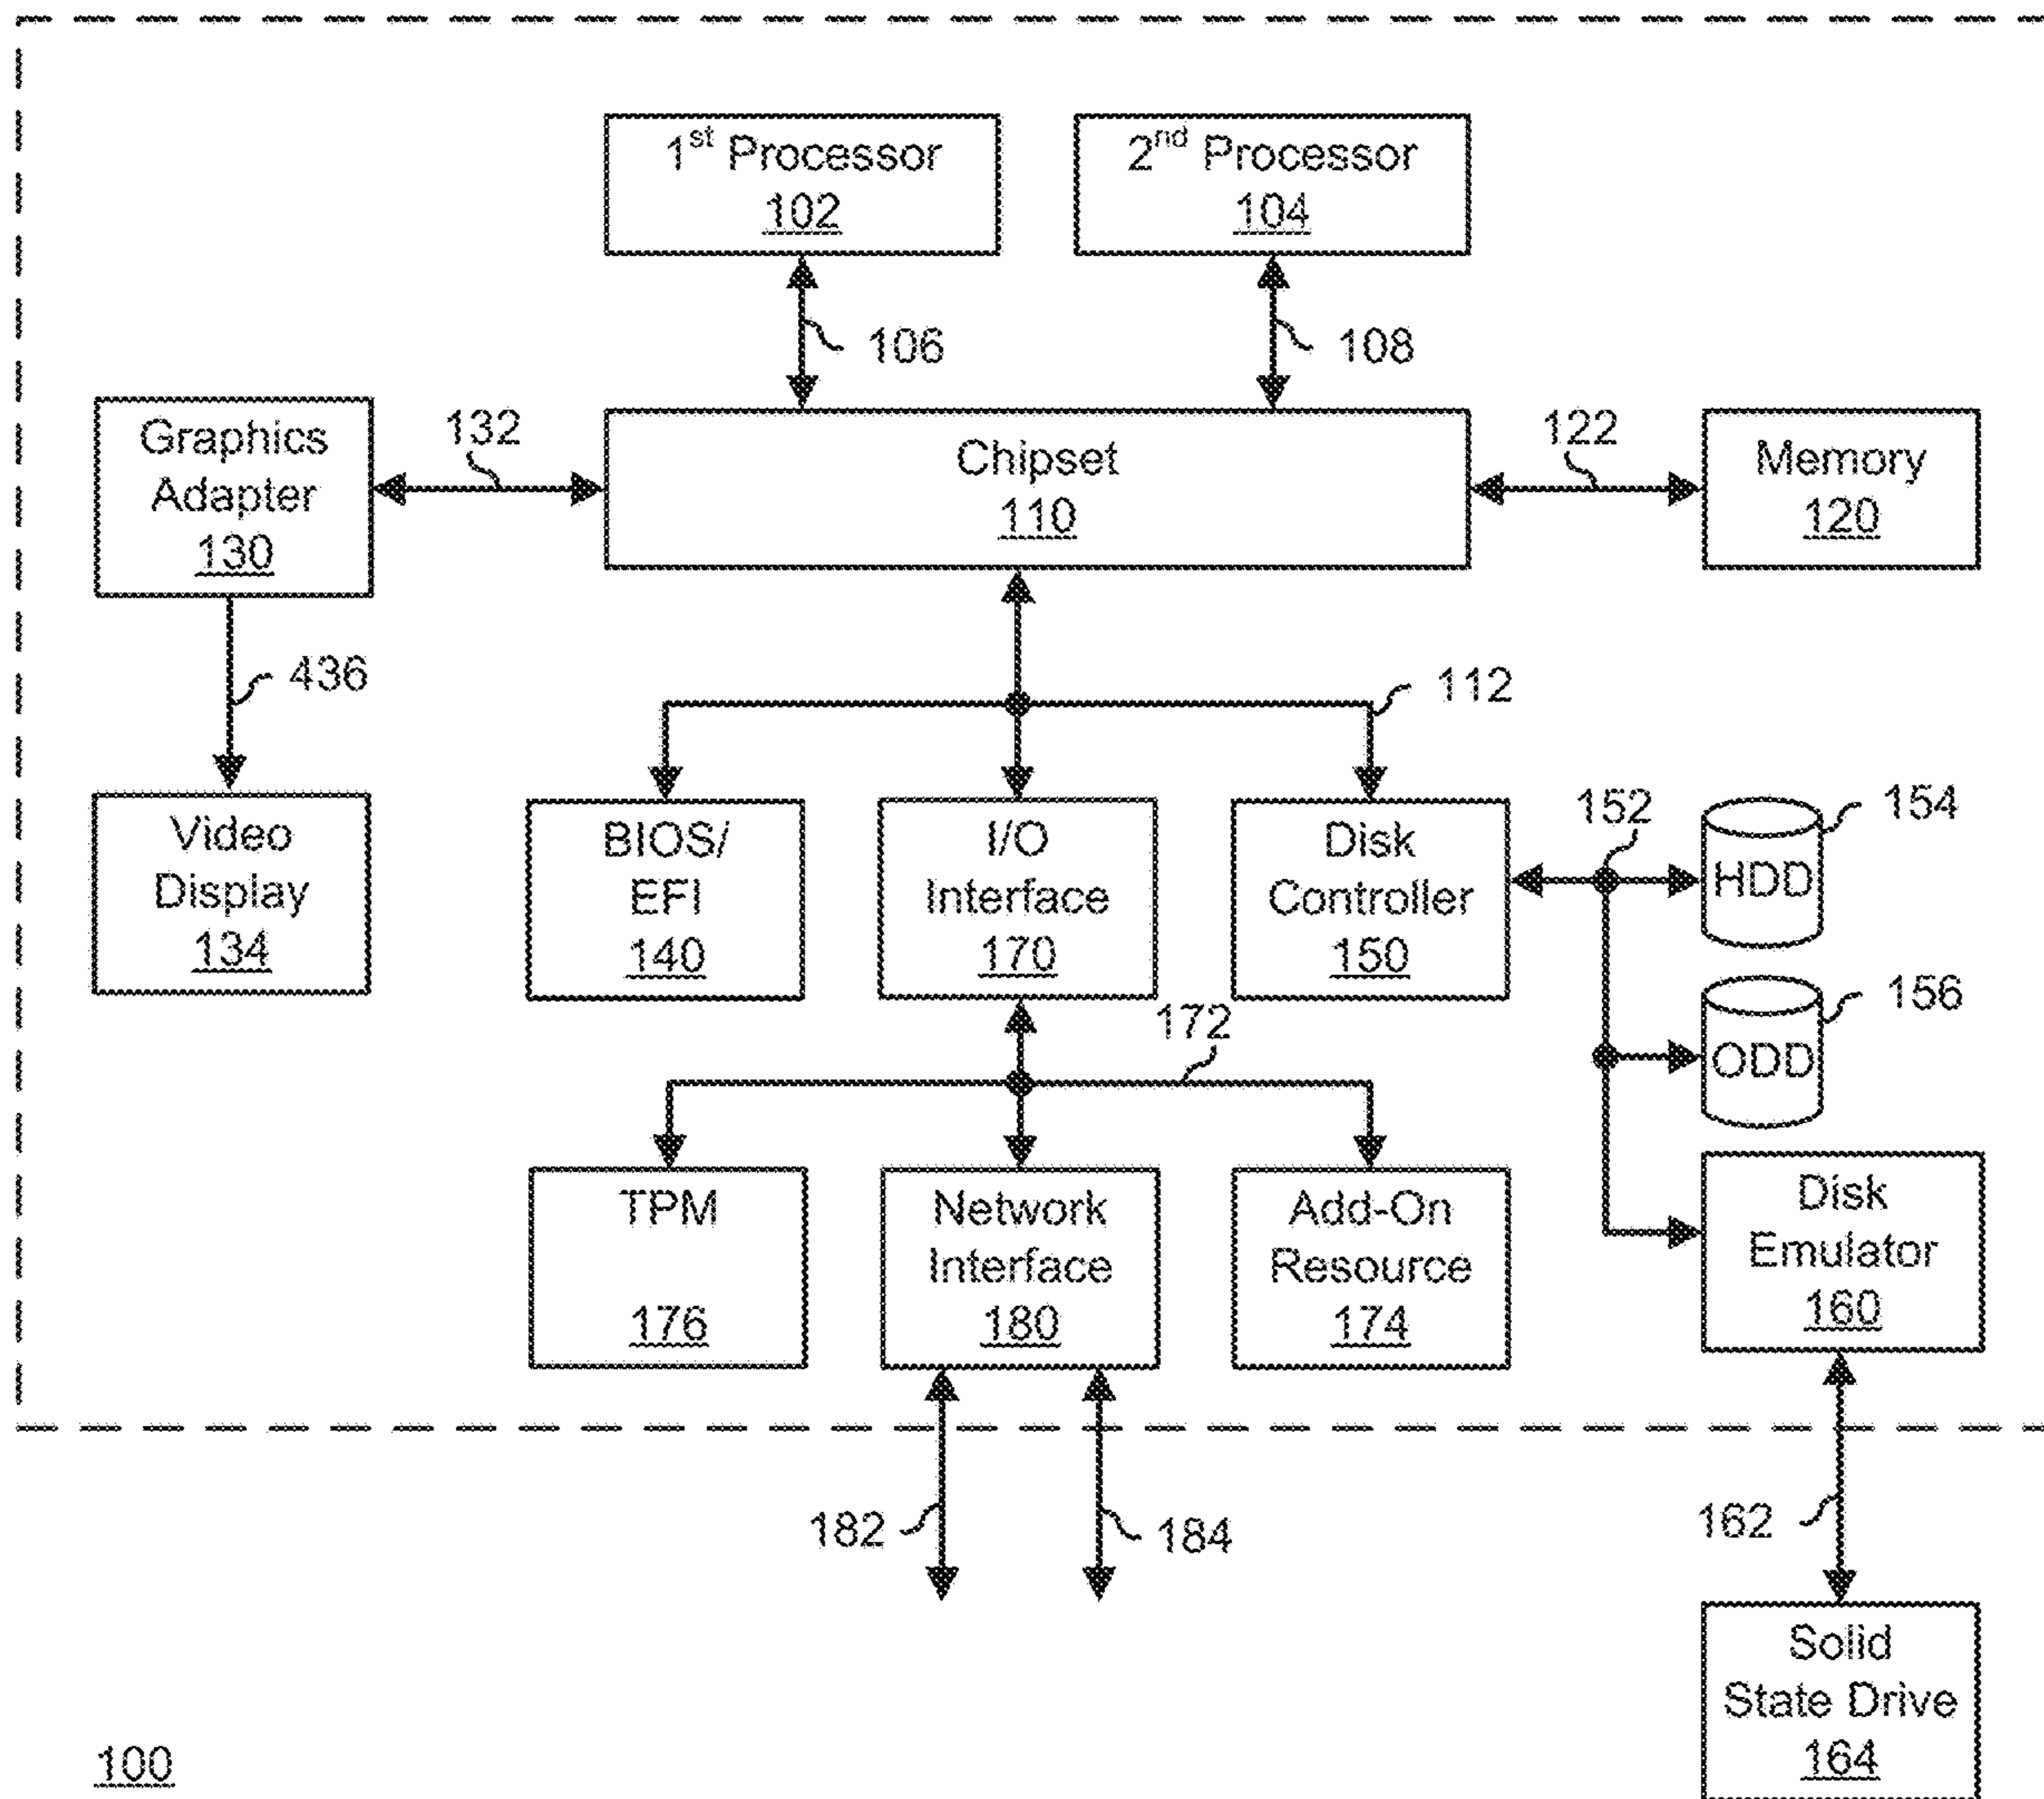 1st Processor
102
2nd Processor
104
106
108
Graphics
Adapter
130
132
Chipset
110
122
Memory
120
436
112
Video
Display
134
BIOS/
EFI
140
I/O
Interface
170
Disk
Controller
150
152
HDD
154
172
ODD
156
TPM
176
Network
Interface
180
Add-On
Resource
174
Disk
Emulator
160
182
184
162
Solid
State Drive
164
100